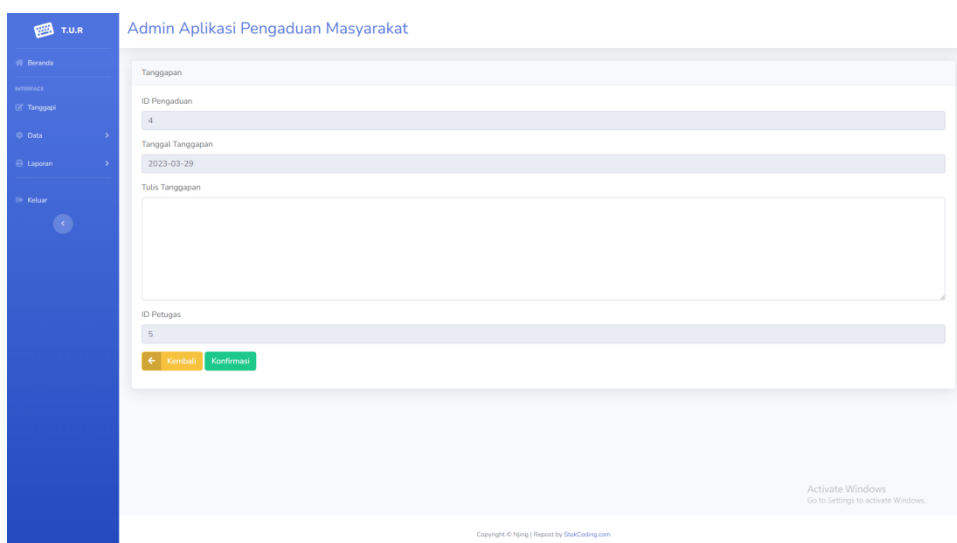 T.U.R
Admin Aplikasi Pengaduan Masyarakat
Beranda
INTERFACE
Tanggapi
Data
Laporan
Keluar
Tanggapan
ID Pengaduan
4
Tanggal Tanggapan
2023-03-29
Tulis Tanggapan
ID Petugas
5
Kembali
Konfirmasi
Activate Windows
Go to Settings to activate Windows.
Copyright © Njing | Repost by StokCoding.com